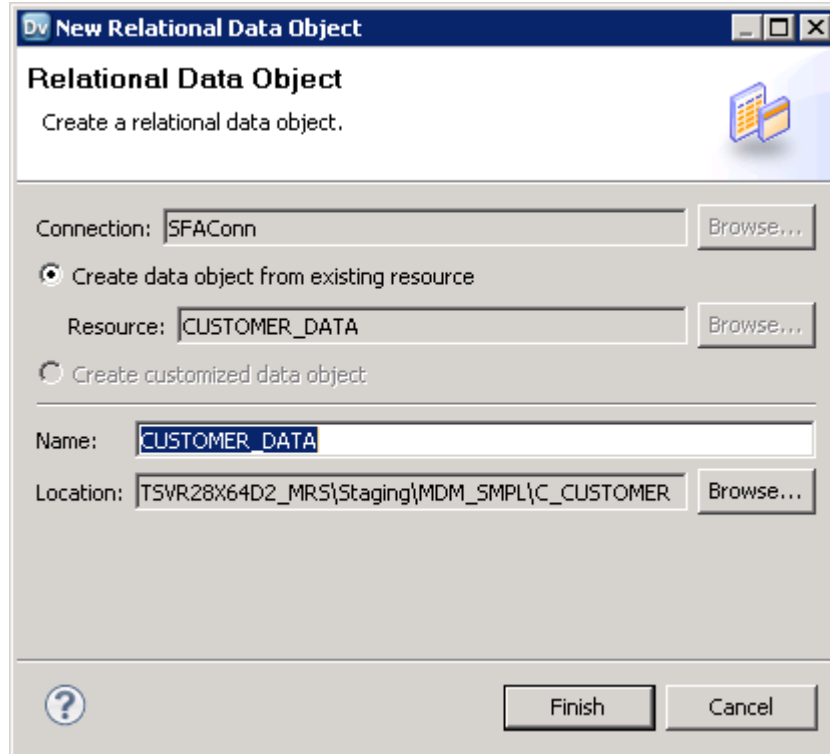 Dv New Relational Data Object
Relational Data Object
Create a relational data object.
Connection: SFAConn Browse...
Create data object from existing resource
Resource: CUSTOMER_DATA Browse...
Create customized data object
Name: CUSTOMER_DATA
Location: TSVR28X64D2_MRS\Staging\MDM_SMPL\C_CUSTOMER Browse...
? Finish Cancel